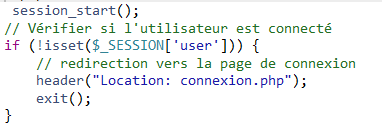 session_start();
// Vérifier si l'utilisateur est connecté
if (!isset($_SESSION['user'])) {
    // redirection vers la page de connexion
    header("Location: connexion.php");
    exit();
}